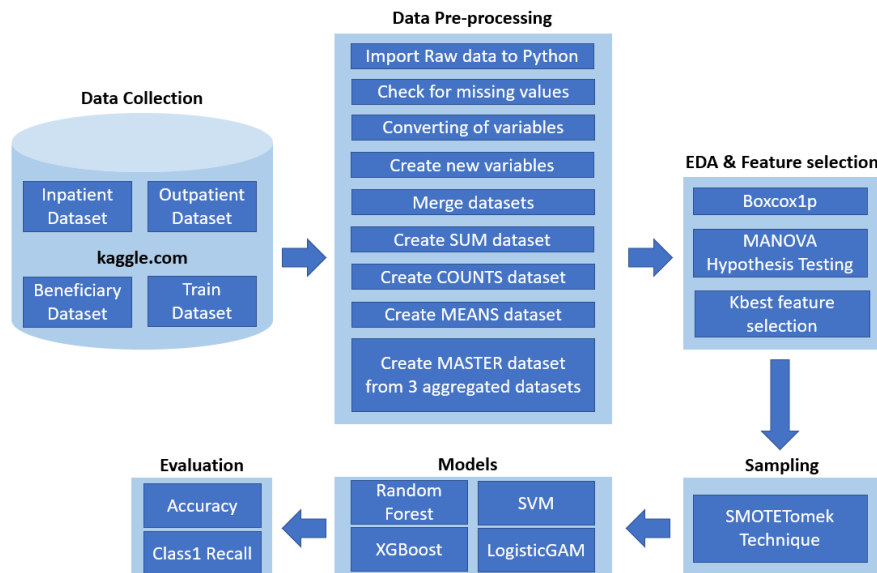 Data Collection
Inpatient
Dataset
Outpatient
Dataset
kaggle.com
Beneficiary
Dataset
Train
Dataset
Data Pre-processing
Import Raw data to Python
Check for missing values
Converting of variables
Create new variables
Merge datasets
Create SUM dataset
Create COUNTS dataset
Create MEANS dataset
Create MASTER dataset
from 3 aggregated datasets
EDA & Feature selection
Boxcox1p
MANOVA
Hypothesis Testing
Kbest feature
selection
Sampling
SMOTETomek
Technique
Models
Random
Forest
SVM
XGBoost
LogisticGAM
Evaluation
Accuracy
Class1 Recall